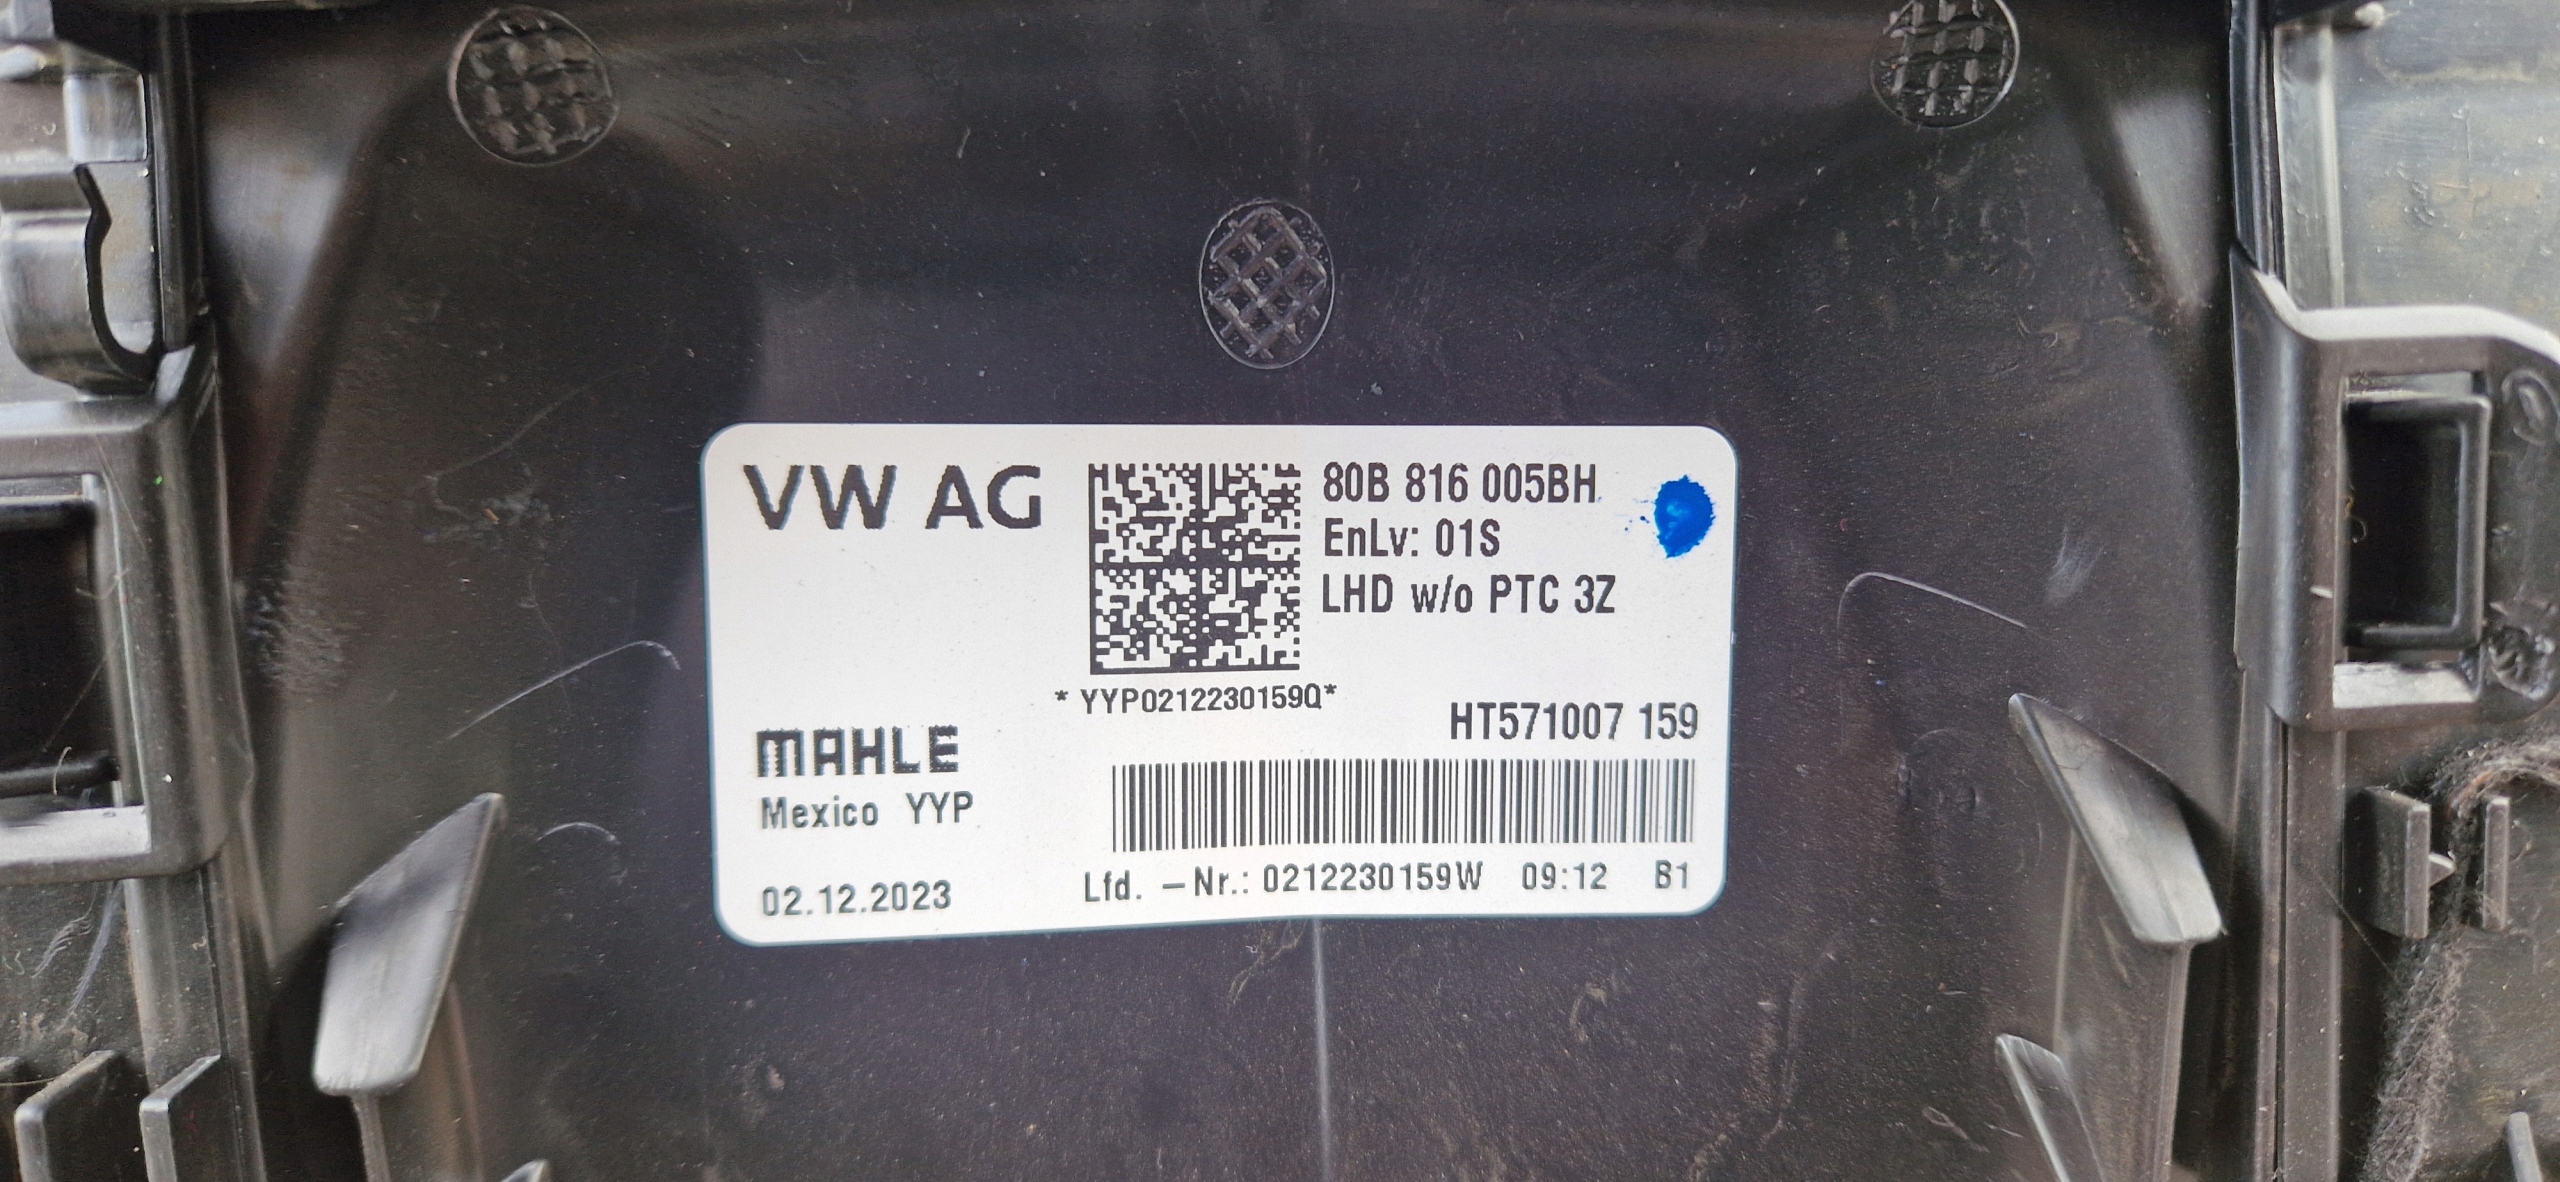 VW AG
80B 816 005BH
EnLv: 01S
LHD w/o PTC 3Z
* YYP0212230159Q*
HT571007 159
MAHLE
Mexico YYP
02.12.2023
Lfd. -Nr.: 0212230159W 09:12 B1